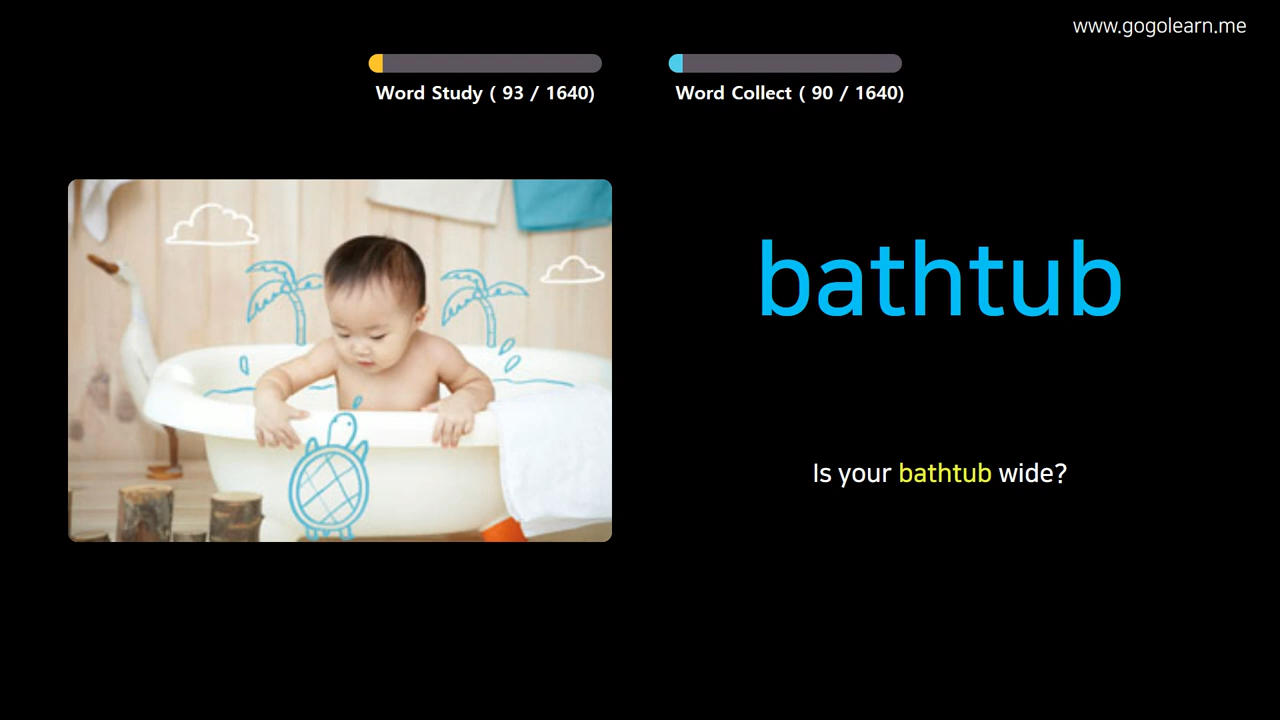 www.gogolearn.me
Word Study ( 93 / 1640)
Word Collect ( 90 / 1640)
bathtub
Is your bathtub wide?